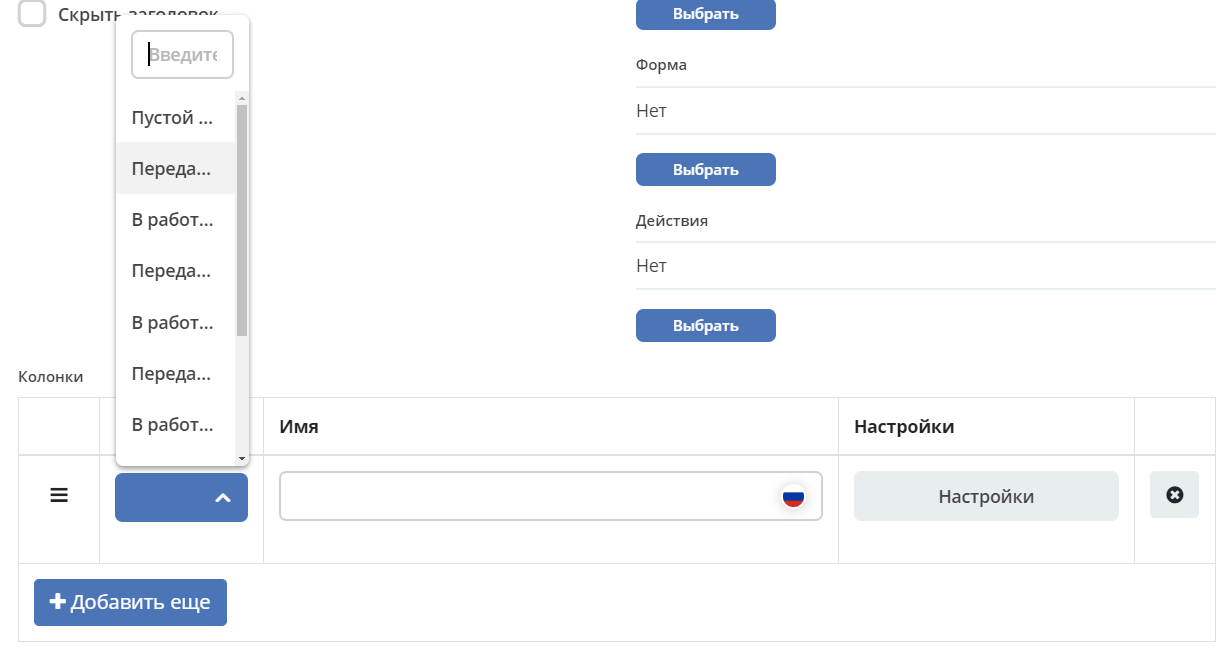 Скрыть заголовок
Введите
Пустой ...
Переда...
В работ...
Переда...
В работ...
Переда...
В работ...
Выбрать
Форма
Нет
Выбрать
Действия
Нет
Выбрать
Колонки
Имя
Настройки
Настройки
Добавить еще